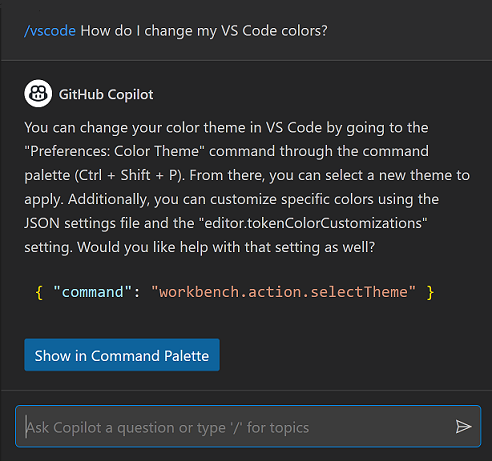 /vscode How do I change my VS Code colors?
GitHub Copilot
You can change your color theme in VS Code by going to the
"Preferences: Color Theme" command through the command
palette (Ctrl + Shift + P). From there, you can select a new theme to
apply. Additionally, you can customize specific colors using the
JSON settings file and the "editor.tokenColorCustomizations"
setting. Would you like help with that setting as well?
{ "command": "workbench.action.selectTheme" }
Show in Command Palette
Ask Copilot a question or type '/' for topics